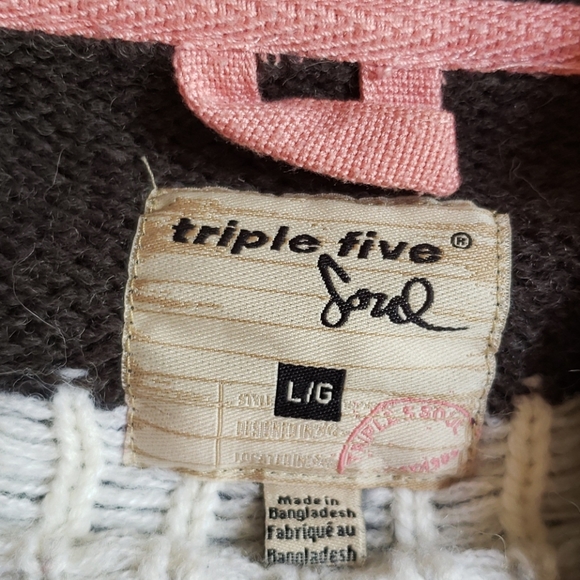 triple five®
Soul
L/G
Made in
Bangladesh
Fabriqué au
Bangladesh